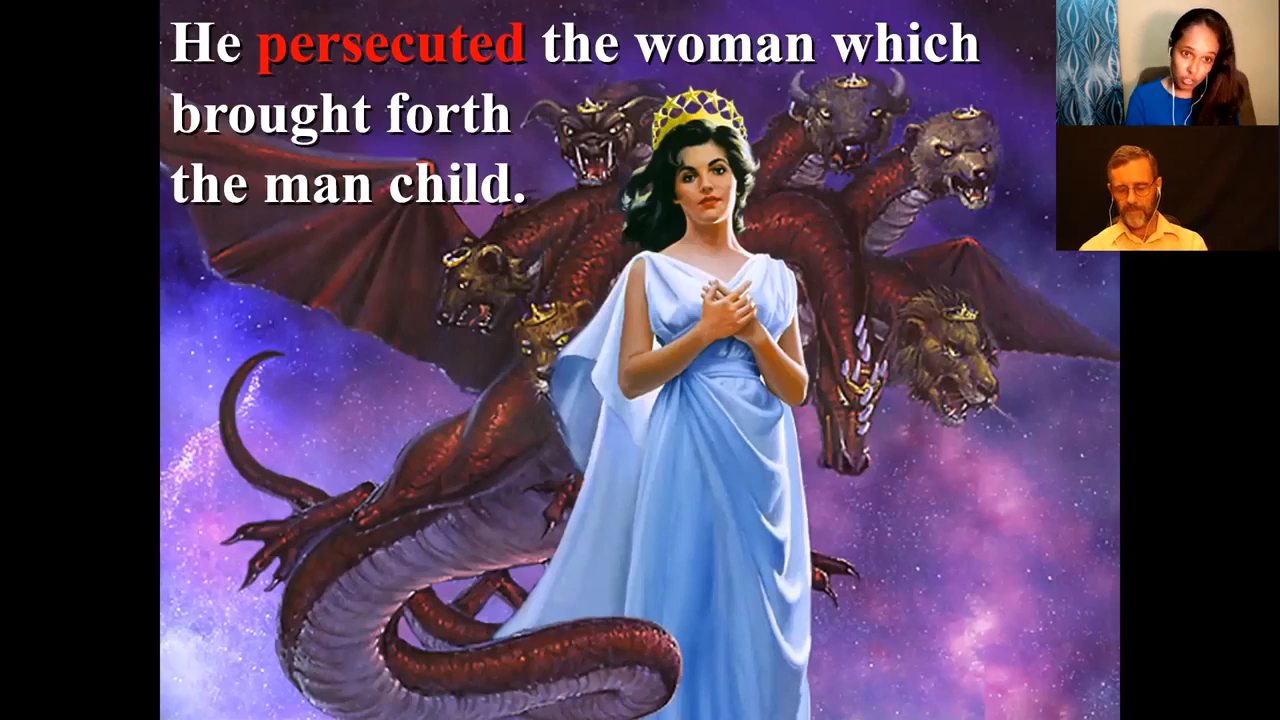 He persecuted the woman which
brought forth
the man child.